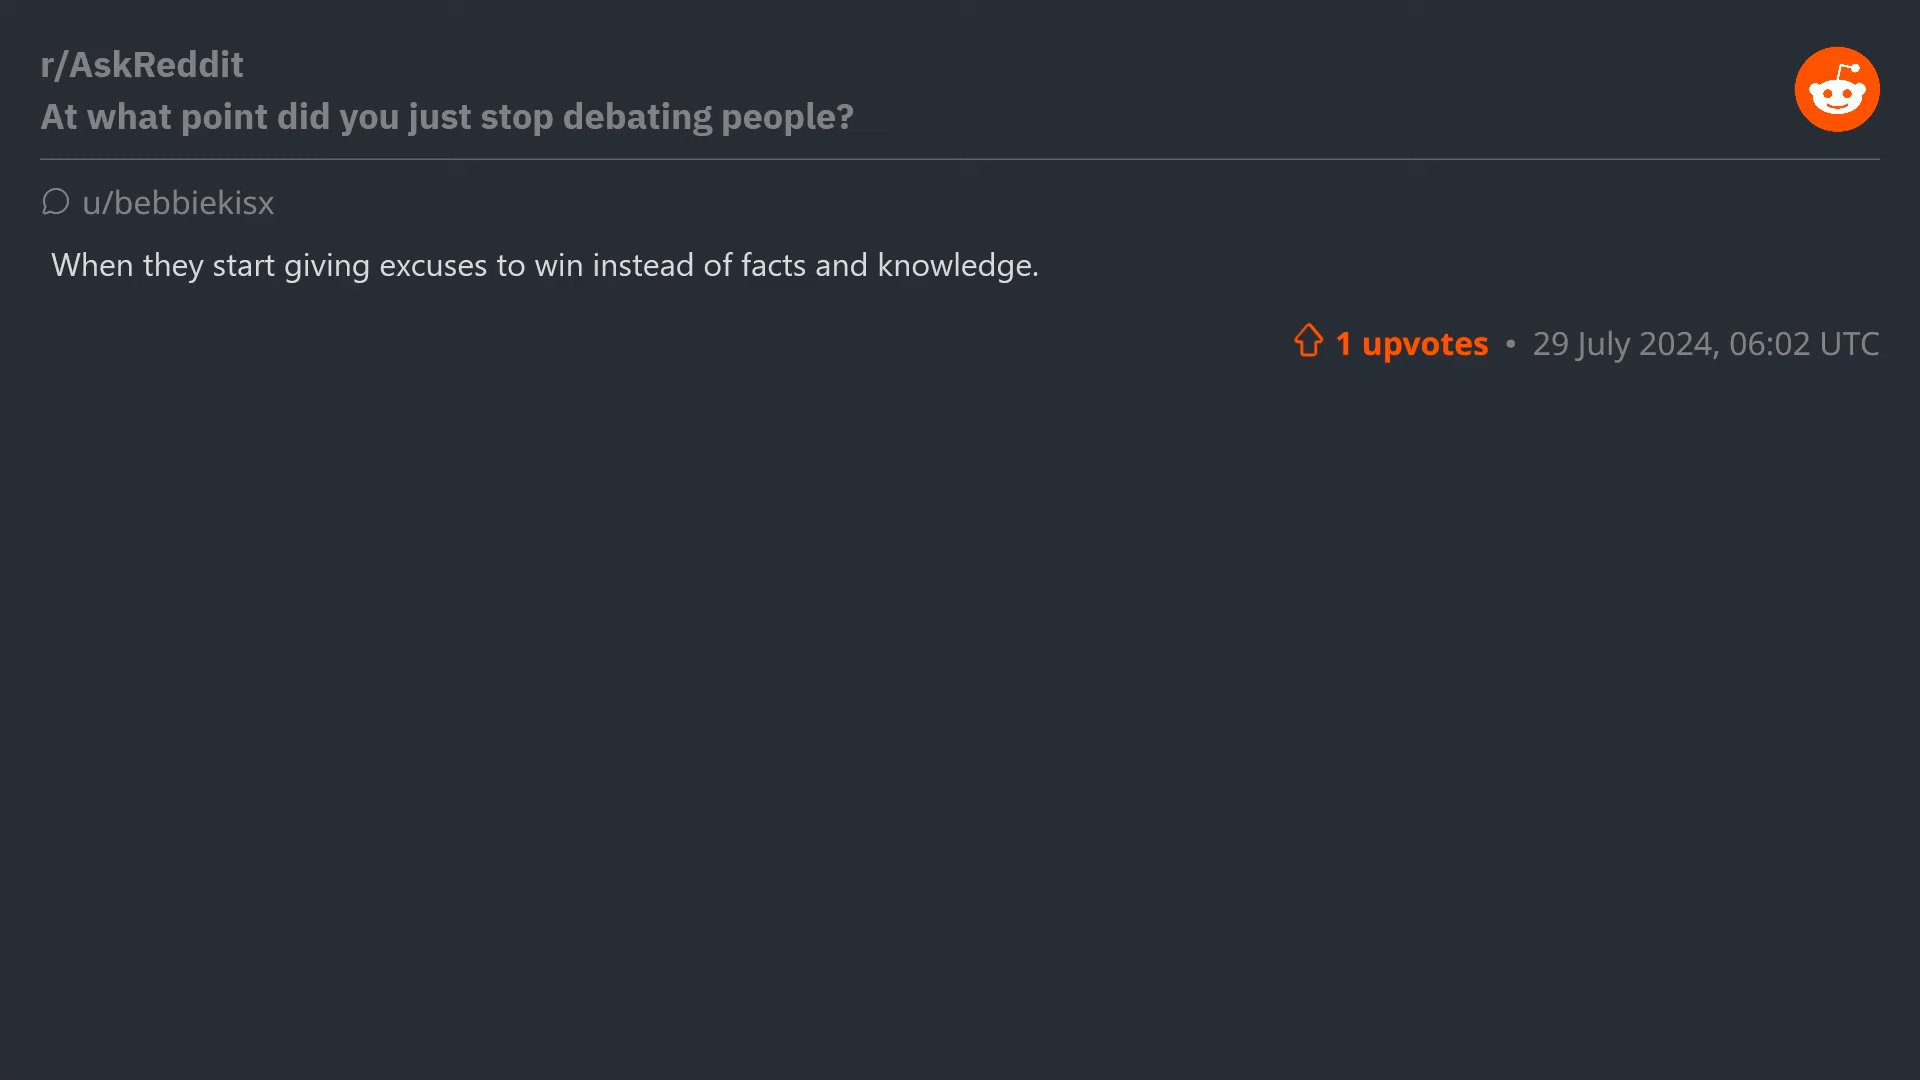 r/AskReddit
At what point did you just stop debating people?
u/bebbiekisx
When they start giving excuses to win instead of facts and knowledge.
1 upvotes • 29 July 2024, 06:02 UTC